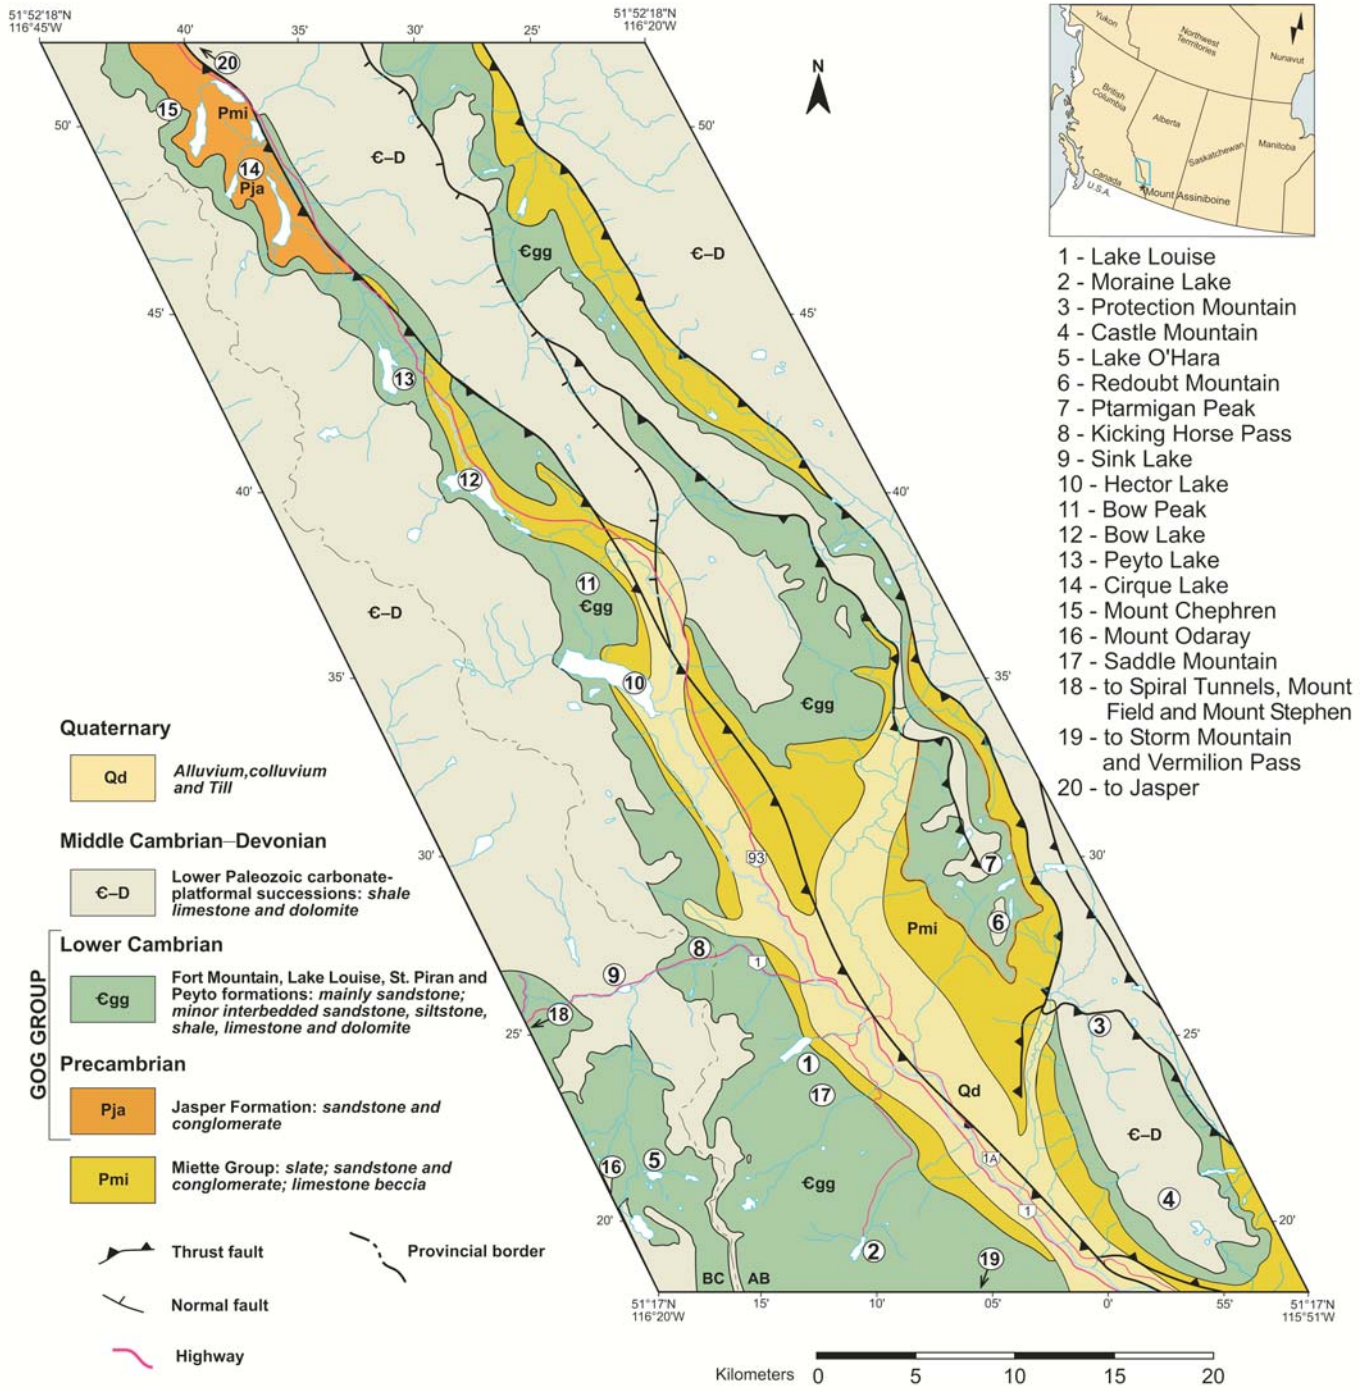 51°52'18"N
116°45'W
40'
35'
30'
25'
51°52'18"N
116°20'W
20
15
Pmi
14
Pja
50'
Є–D
N
50'
Єgg
Є–D
45'
45'
13
12
40'
40'
11
Єgg
Є–D
10
35'
35'
Єgg
93
30'
30'
7
6
Pmi
8
1
9
18
25'
25'
3
1
17
Qd
Є–D
1A
16
5
Єgg
4
1
20'
20'
2
19
BC
AB
51°17'N
116°20'W
15'
10'
05'
0'
55'
51°17'N
115°51'W
Kilometers
0
5
10
15
20
Yukon
Northwest
Territories
Nunavut
British
Columbia
Alberta
Saskatchewan
Manitoba
Canada
U.S.A.
Mount Assiniboine
1 - Lake Louise
2 - Moraine Lake
3 - Protection Mountain
4 - Castle Mountain
5 - Lake O'Hara
6 - Redoubt Mountain
7 - Ptarmigan Peak
8 - Kicking Horse Pass
9 - Sink Lake
10 - Hector Lake
11 - Bow Peak
12 - Bow Lake
13 - Peyto Lake
14 - Cirque Lake
15 - Mount Chephren
16 - Mount Odaray
17 - Saddle Mountain
18 - to Spiral Tunnels, Mount
Field and Mount Stephen
19 - to Storm Mountain
and Vermilion Pass
20 - to Jasper
Quaternary
Qd
Alluvium,colluvium
and Till
Middle Cambrian–Devonian
Є–D
Lower Paleozoic carbonate-
platformal successions: shale
limestone and dolomite
GOG GROUP
Lower Cambrian
Єgg
Fort Mountain, Lake Louise, St. Piran and
Peyto formations: mainly sandstone;
minor interbedded sandstone, siltstone,
shale, limestone and dolomite
Precambrian
Pja
Jasper Formation: sandstone and
conglomerate
Pmi
Miette Group: slate; sandstone and
conglomerate; limestone beccia
Thrust fault
Provincial border
Normal fault
Highway